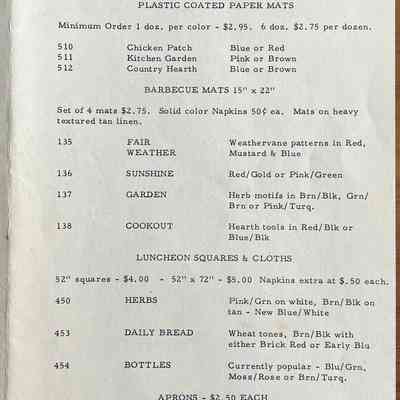 PLASTIC COATED PAPER MATS
Minimum Order 1 doz. per color - $2.95. 6 doz. $2.75 per dozen.
510 Chicken Patch Blue or Red
511 Kitchen Garden Pink or Brown
512 Country Hearth Blue or Brown
BARBECUE MATS 15" x 22"
Set of 4 mats $2.75. Solid color Napkins 50¢ ea. Mats on heavy
textured tan linen.
135 FAIR Weathervane patterns in Red,
WEATHER Mustard & Blue
136 SUNSHINE Red/Gold or Pink/Green
137 GARDEN Herb motifs in Brn/Blk, Grn/
Brn or Pink/Turq.
138 COOKOUT Hearth tools in Red/Blk or
Blue/Blk
LUNCHEON SQUARES & CLOTHS
52" squares - $4.00 - 52" x 72" - $5.00 Napkins extra at $.50 each.
450 HERBS Pink/Grn on white, Brn/Blk on
tan - New Blue/White
453 DAILY BREAD Wheat tones, Brn/Blk with
either Brick Red or Early Blu
454 BOTTLES Currently popular - Blu/Grn,
Moss/Rose or Brn/Turq.
APRONS - $2.50 EACH